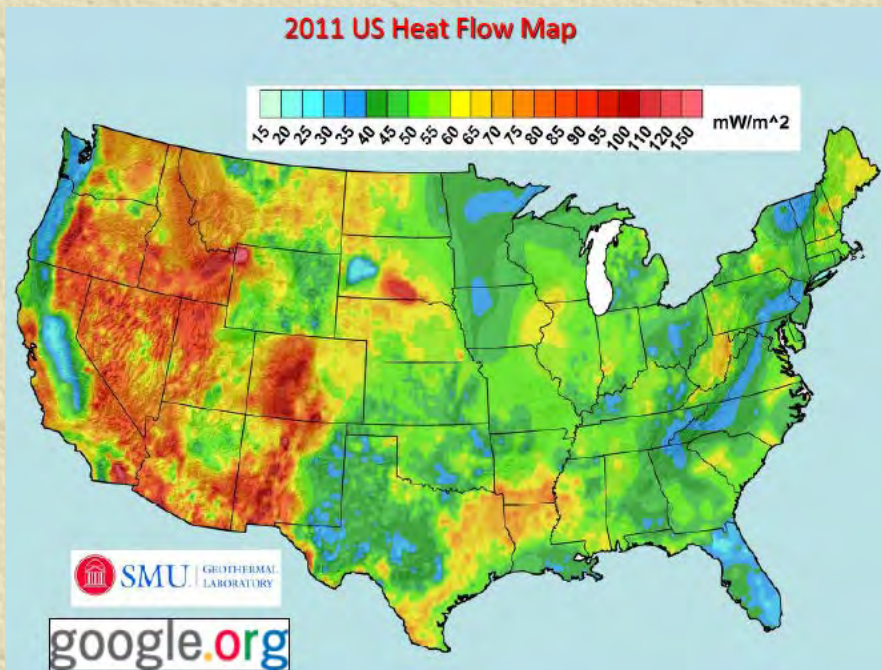 2011 US Heat Flow Map
15 20 25 30 35 40 45 50 55 60 65 70 75 80 85 90 95 100 110 120 150 mW/m^2
SMU. GEOTHERMAL
LABORATORY
google.org